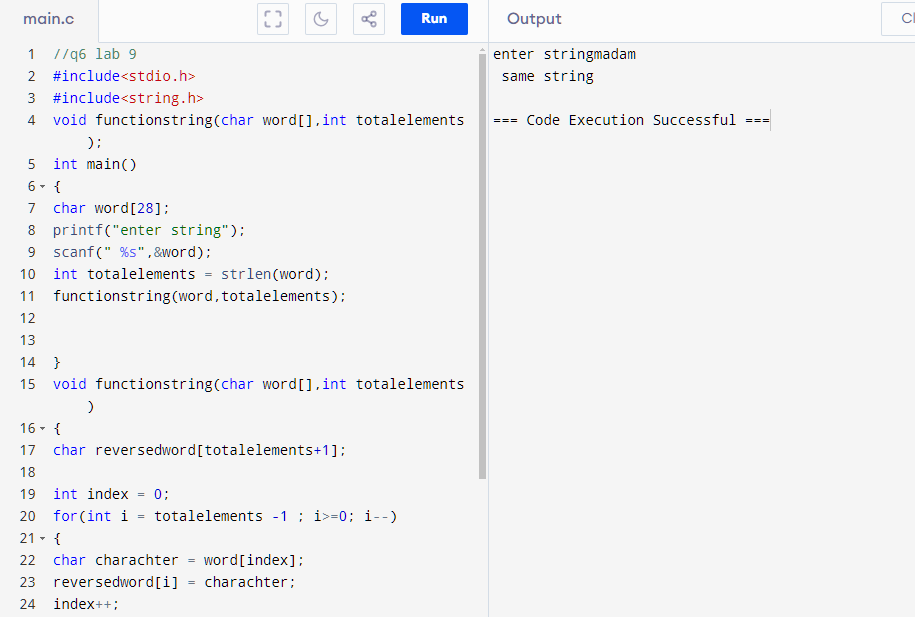 main.c
Run
Output
1 //q6 lab 9
2 #include<stdio.h>
3 #include<string.h>
4 void functionstring(char word[],int totalelements
);
5 int main()
6 {
7 char word[28];
8 printf("enter string");
9 scanf(" %s",&word);
10 int totalelements = strlen(word);
11 functionstring(word,totalelements);
12
13
14 }
15 void functionstring(char word[],int totalelements
)
16 {
17 char reversedword[totalelements+1];
18
19 int index = 0;
20 for(int i = totalelements -1 ; i>=0; i--)
21 {
22 char charachter = word[index];
23 reversedword[i] = charachter;
24 index++;
enter stringmadam
same string
=== Code Execution Successful ===